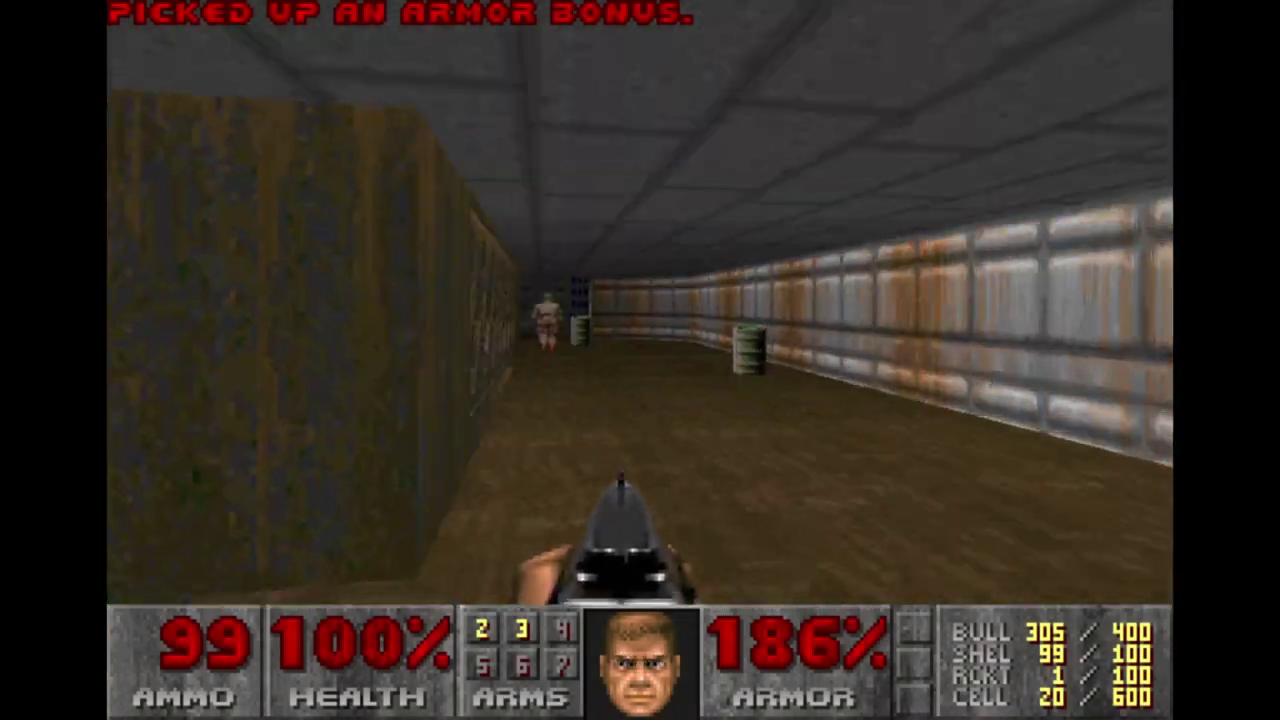 PICKED UP AN ARMOR BONUS.
99 100% 2 3 4 186% BULL 305 / 400
5 6 7 SHEL 99 / 100
RCKT 1 / 100
AMMO HEALTH ARMS ARMOR CELL 20 / 600